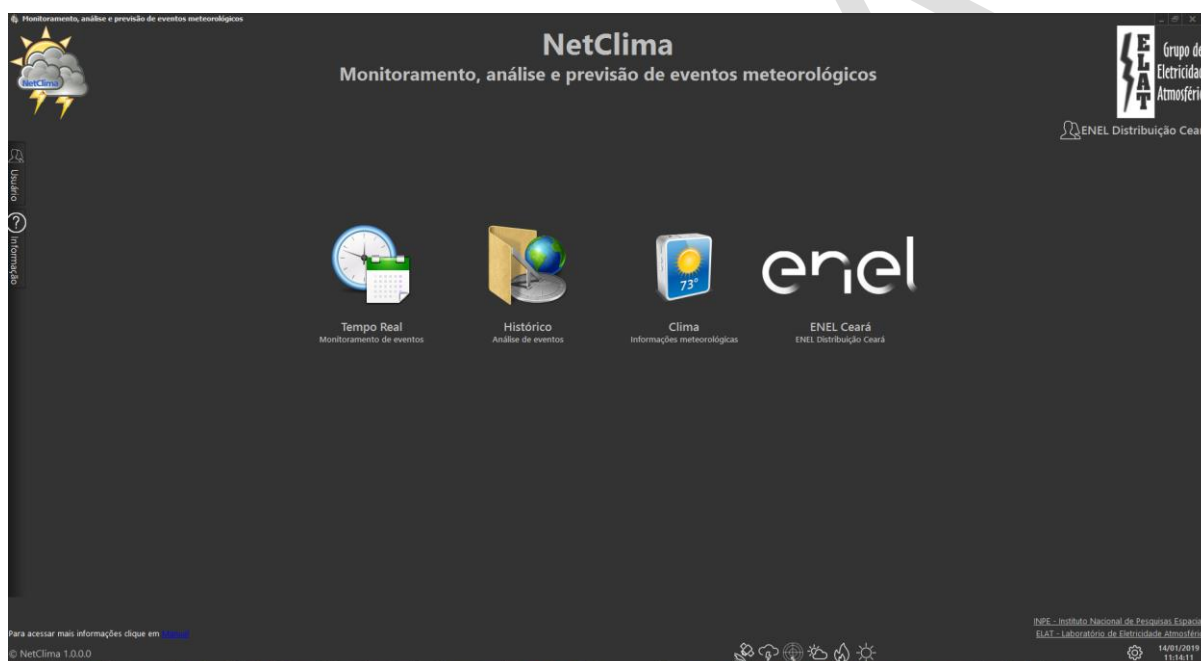 Monitoramento, análise e previsão de eventos meteorológicos
NetClima
NetClima
Monitoramento, análise e previsão de eventos meteorológicos
ELAT
Grupo de
Eletricidad
Atmosféric
ENEL Distribuição Cear
Usuário
Informação
73°
enel
Tempo Real
Monitoramento de eventos
Histórico
Análise de eventos
Clima
Informações meteorológicas
ENEL Ceará
ENEL Distribuição Ceará
Para acessar mais informações clique em
INPE - Instituto Nacional de Pesquisas Espacia
ELAT - Laboratório de Eletricidade Atmosféri
© NetClima 1.0.0.0
14/01/2019
11:14:11